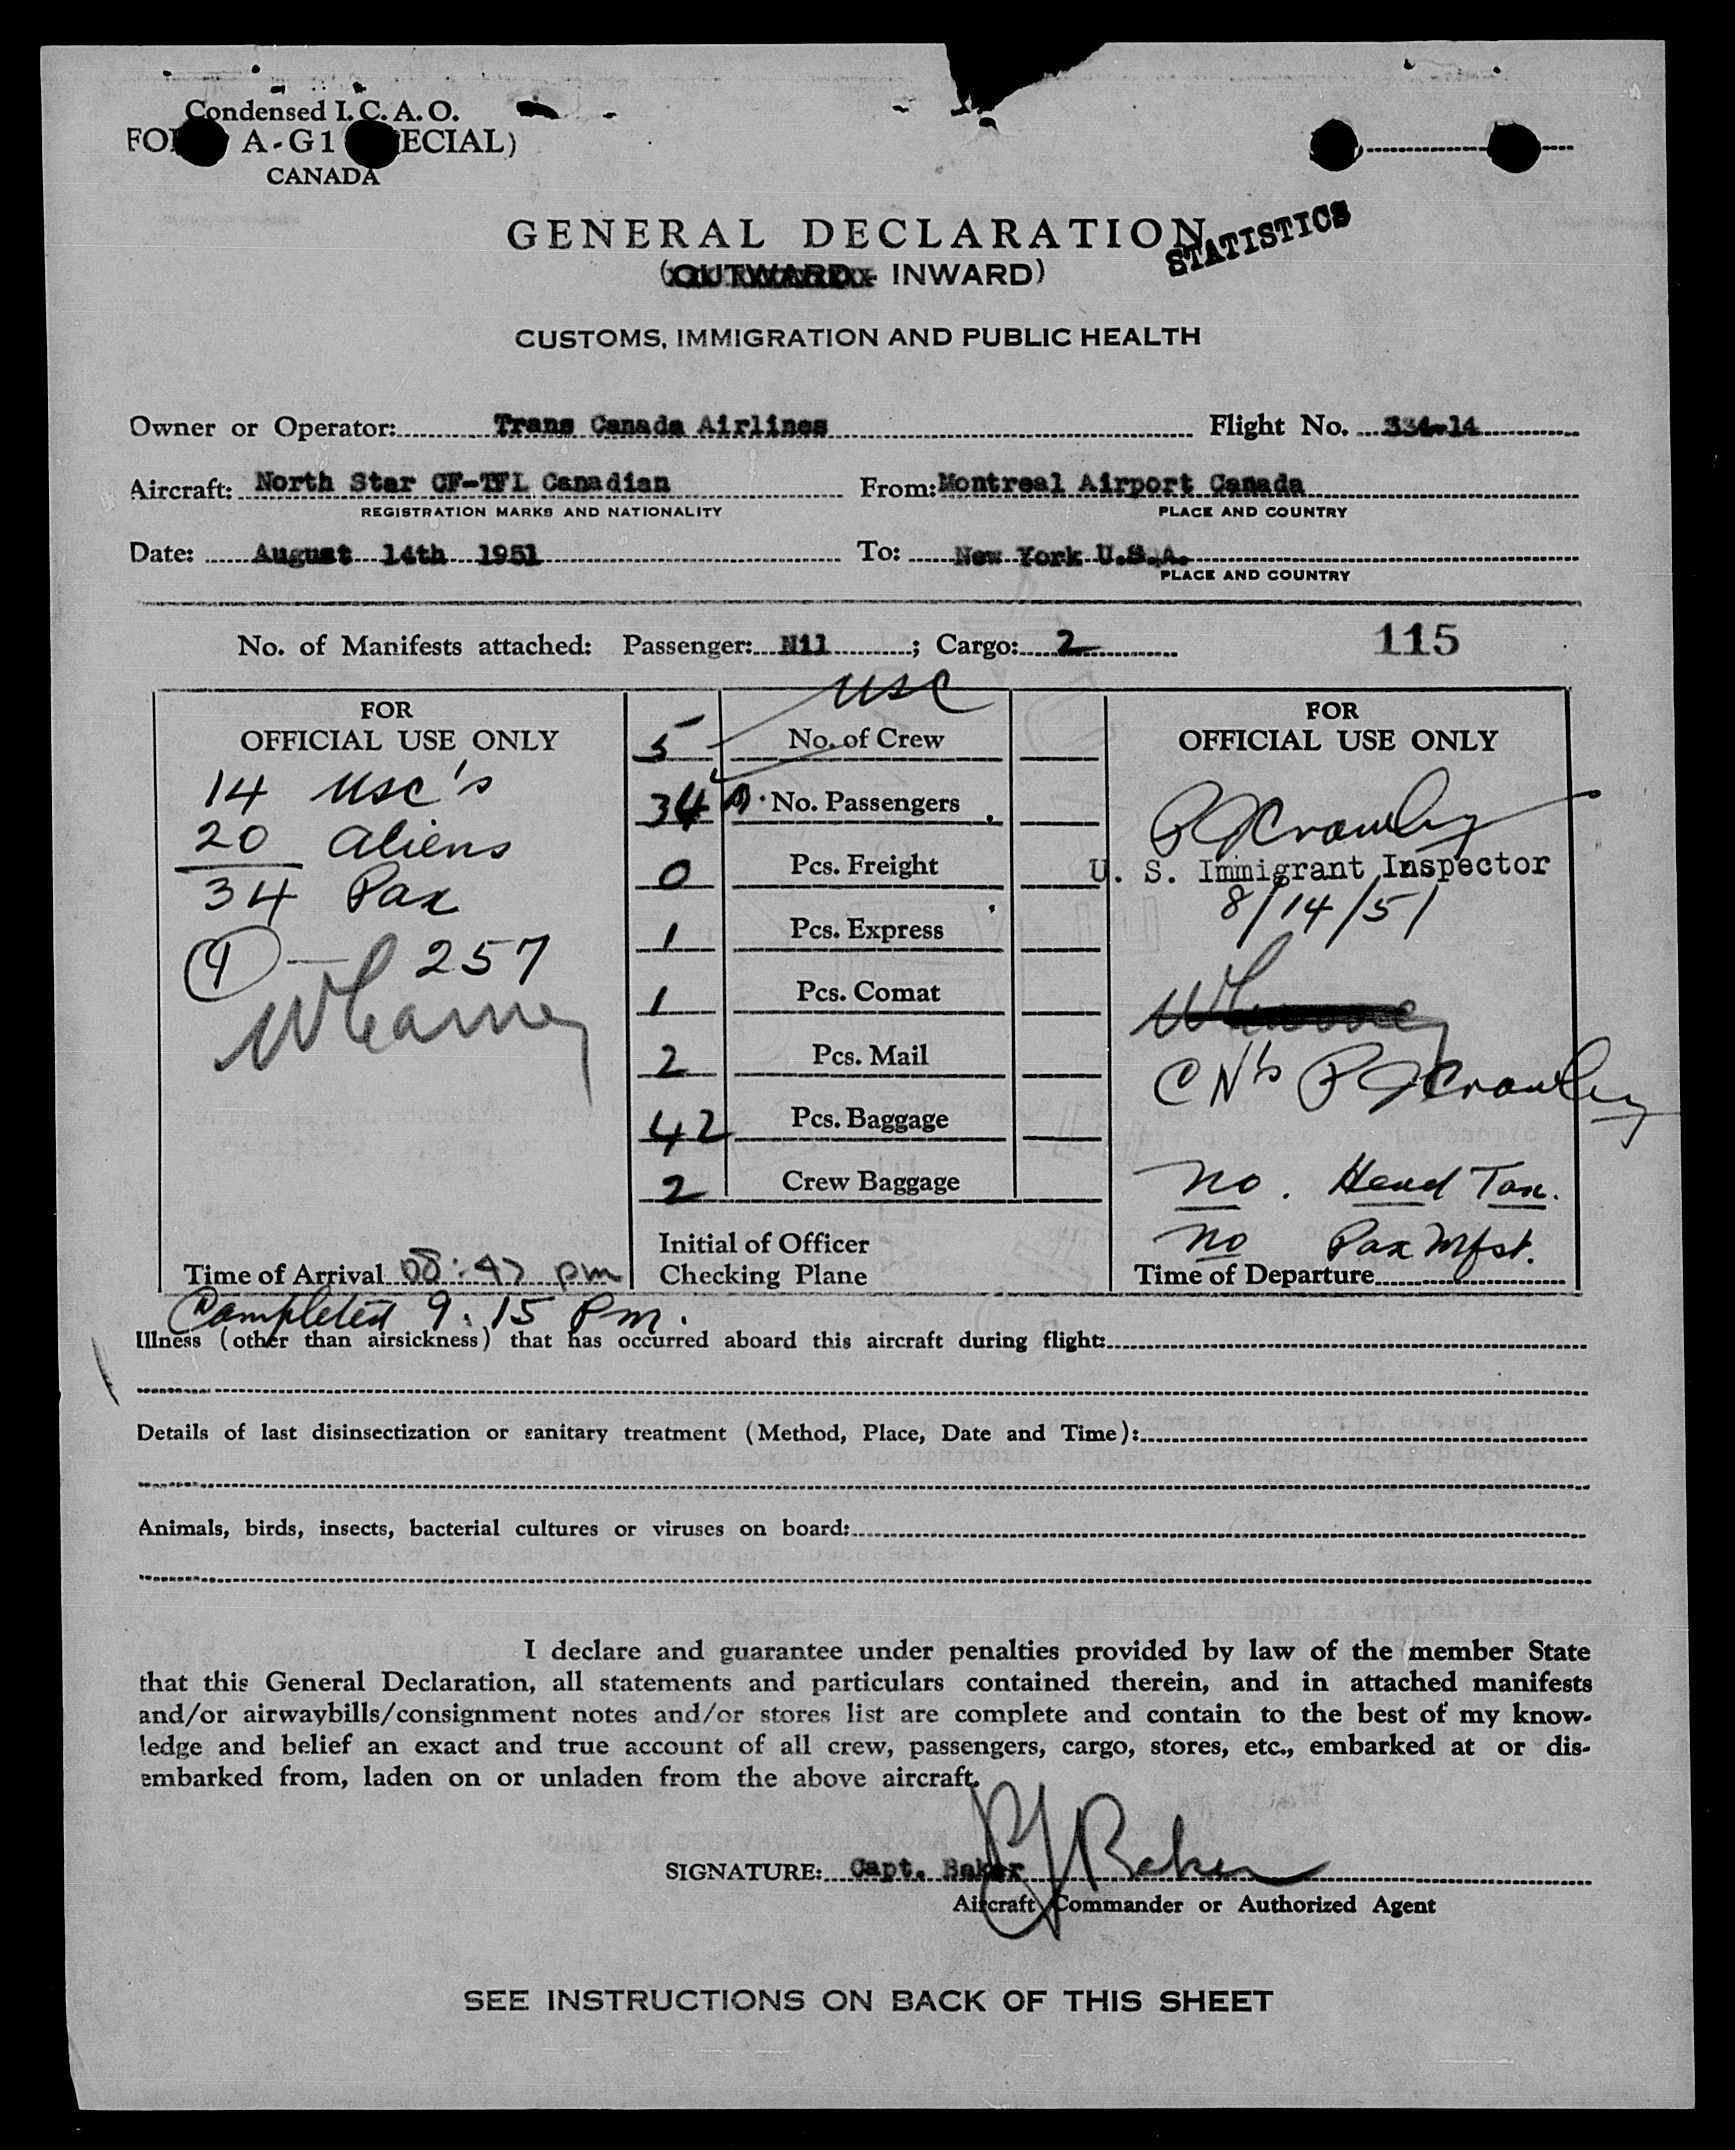 Condensed I.C.A.O.
A-G1 ECIAL)
CANADA
GENERAL DECLARATION
STATISTICS
(OUTWARD - INWARD)
CUSTOMS, IMMIGRATION AND PUBLIC HEALTH
Owner or Operator: Trans Canada Airlines Flight No. 334-14
Aircraft: North Star CF-TFL Canadian From: Montreal Airport Canada
REGISTRATION MARKS AND NATIONALITY PLACE AND COUNTRY
Date: August 14th 1951 To: New York U.S.A.
PLACE AND COUNTRY
No. of Manifests attached: Passenger: Nil ; Cargo: 2 115
usc
FOR
OFFICIAL USE ONLY
14 usc's
20 aliens
34 Pax
257
Time of Arrival 08:47 pm
Completed 9:15 Pm.
5 No. of Crew
34 No. Passengers
0 Pcs. Freight
1 Pcs. Express
1 Pcs. Comat
2 Pcs. Mail
42 Pcs. Baggage
2 Crew Baggage
Initial of Officer
Checking Plane
FOR
OFFICIAL USE ONLY
P J Crowley
U. S. Immigrant Inspector
8/14/51
P J Crowley
no. Head Tax.
no Pax Mfst.
Time of Departure
Illness (other than airsickness) that has occurred aboard this aircraft during flight:
Details of last disinsectization or sanitary treatment (Method, Place, Date and Time):
Animals, birds, insects, bacterial cultures or viruses on board:
I declare and guarantee under penalties provided by law of the member State
that this General Declaration, all statements and particulars contained therein, and in attached manifests
and/or airwaybills/consignment notes and/or stores list are complete and contain to the best of my know-
ledge and belief an exact and true account of all crew, passengers, cargo, stores, etc., embarked at or dis-
embarked from, laden on or unladen from the above aircraft.
SIGNATURE: Capt. Baker Baker
Aircraft Commander or Authorized Agent
SEE INSTRUCTIONS ON BACK OF THIS SHEET